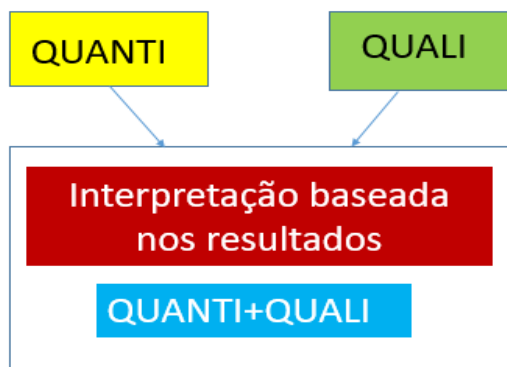 QUANTI
QUALI
Interpretação baseada
nos resultados
QUANTI+QUALI